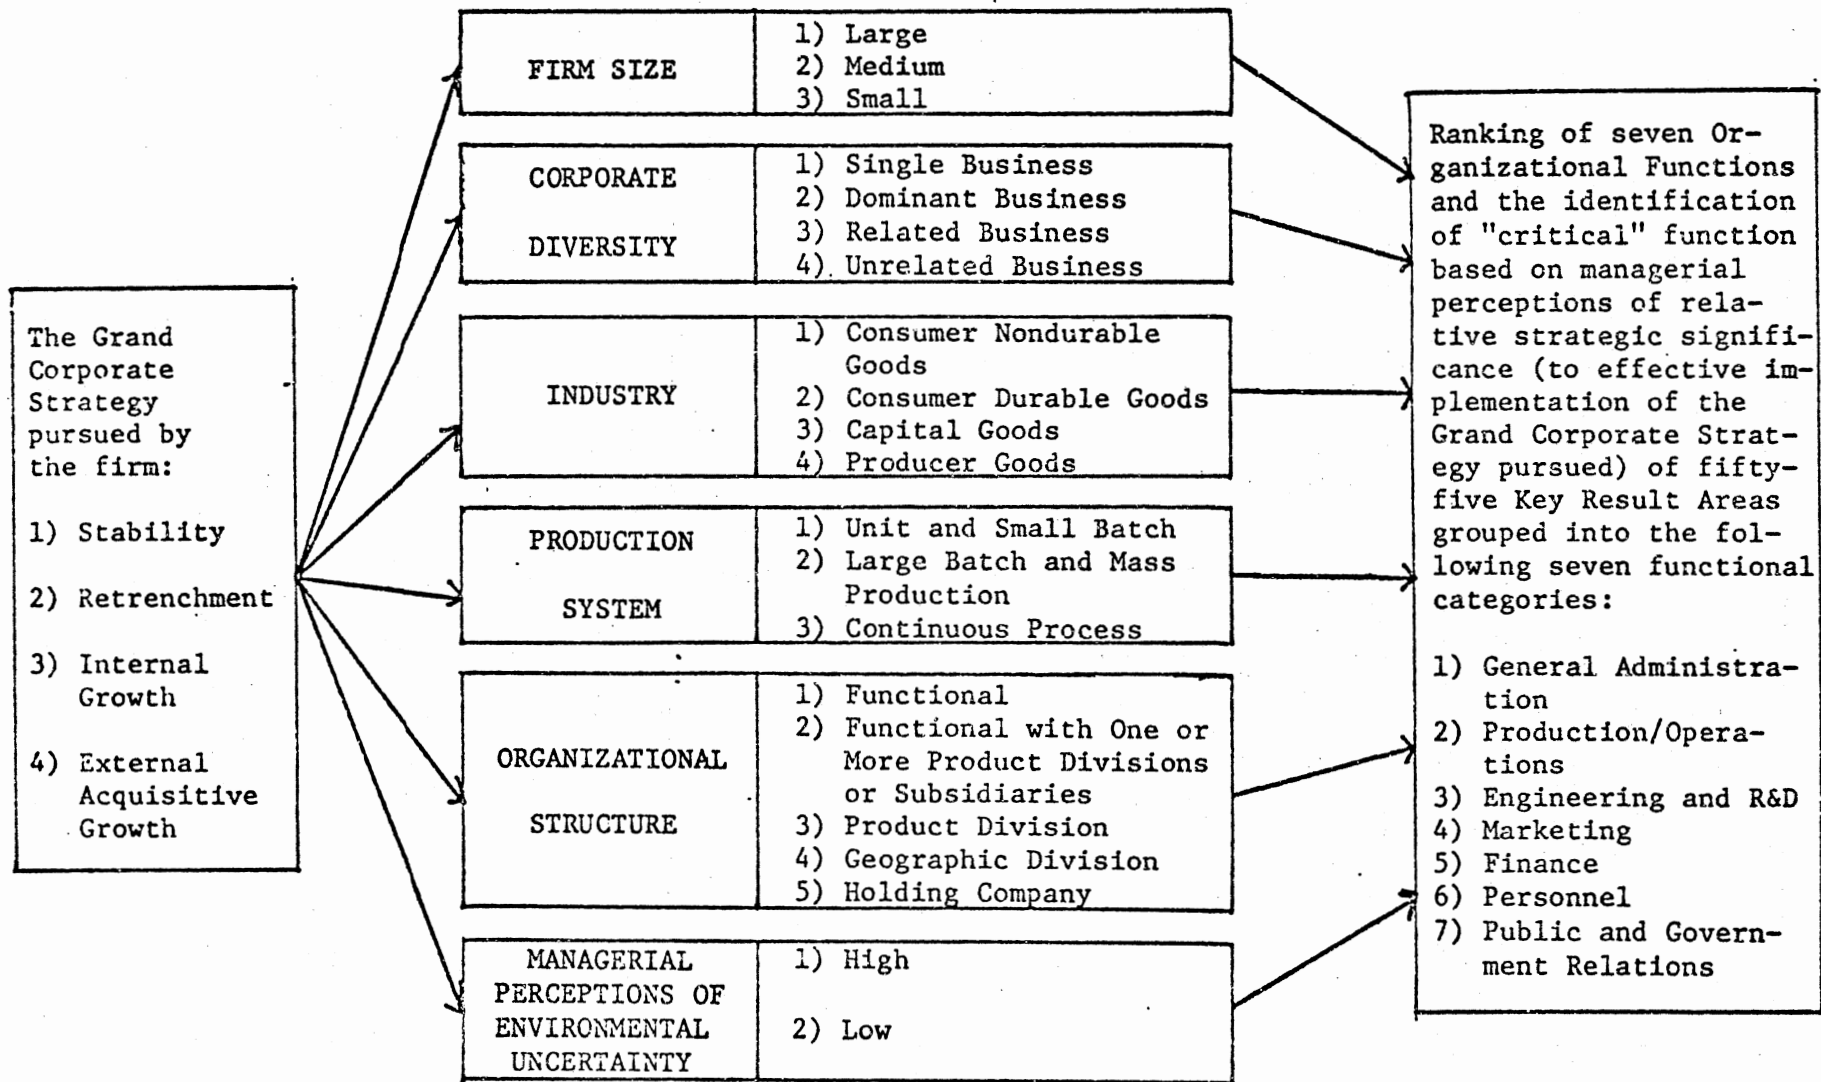 The Grand
Corporate
Strategy
pursued by
the firm:
1) Stability
2) Retrenchment
3) Internal
Growth
4) External
Acquisitive
Growth
FIRM SIZE
1) Large
2) Medium
3) Small
CORPORATE
DIVERSITY
1) Single Business
2) Dominant Business
3) Related Business
4) Unrelated Business
INDUSTRY
1) Consumer Nondurable
Goods
2) Consumer Durable Goods
3) Capital Goods
4) Producer Goods
PRODUCTION
SYSTEM
1) Unit and Small Batch
2) Large Batch and Mass
Production
3) Continuous Process
ORGANIZATIONAL
STRUCTURE
1) Functional
2) Functional with One or
More Product Divisions
or Subsidiaries
3) Product Division
4) Geographic Division
5) Holding Company
MANAGERIAL
PERCEPTIONS OF
ENVIRONMENTAL
UNCERTAINTY
1) High
2) Low
Ranking of seven Or-
ganizational Functions
and the identification
of "critical" function
based on managerial
perceptions of rela-
tive strategic signifi-
cance (to effective im-
plementation of the
Grand Corporate Strat-
egy pursued) of fifty-
five Key Result Areas
grouped into the fol-
lowing seven functional
categories:
1) General Administra-
tion
2) Production/Opera-
tions
3) Engineering and R&D
4) Marketing
5) Finance
6) Personnel
7) Public and Govern-
ment Relations